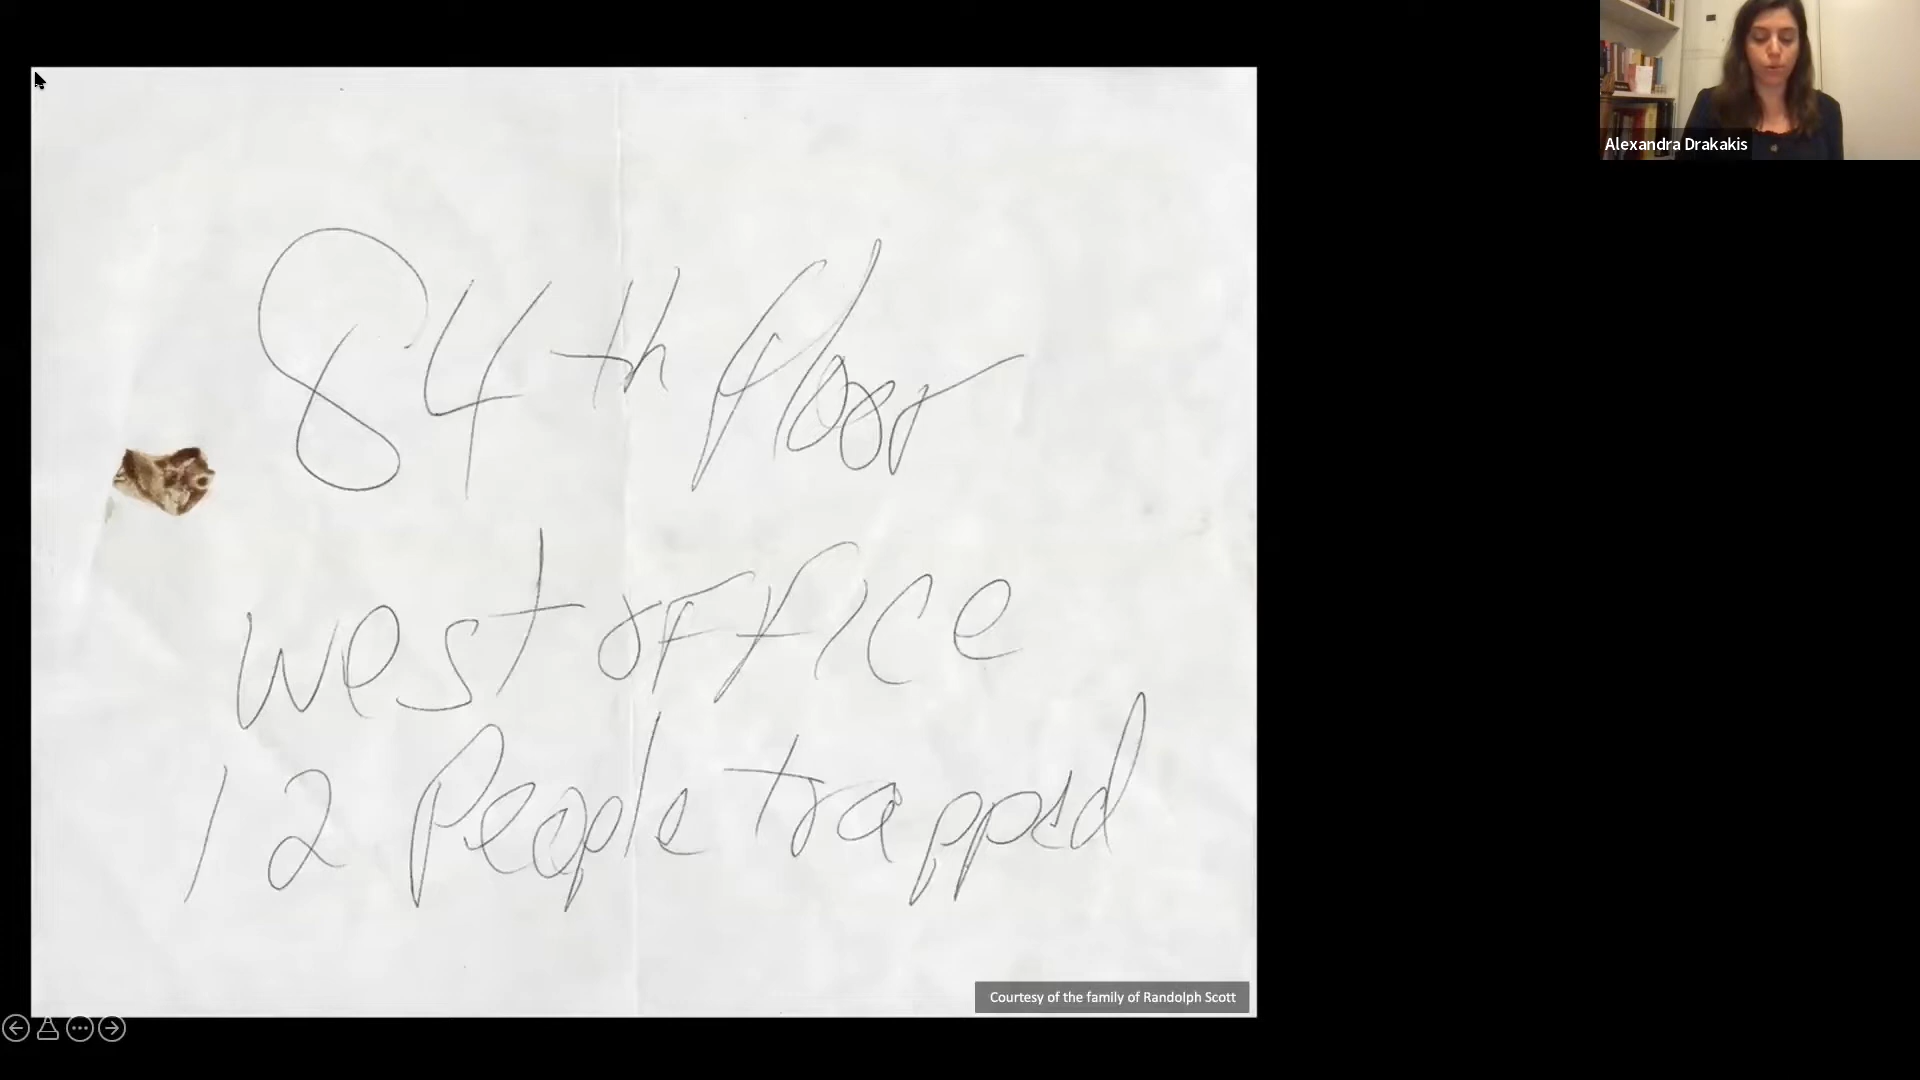 Alexandra Drakakis
84th floor
west office
12 People trapped
Courtesy of the family of Randolph Scott